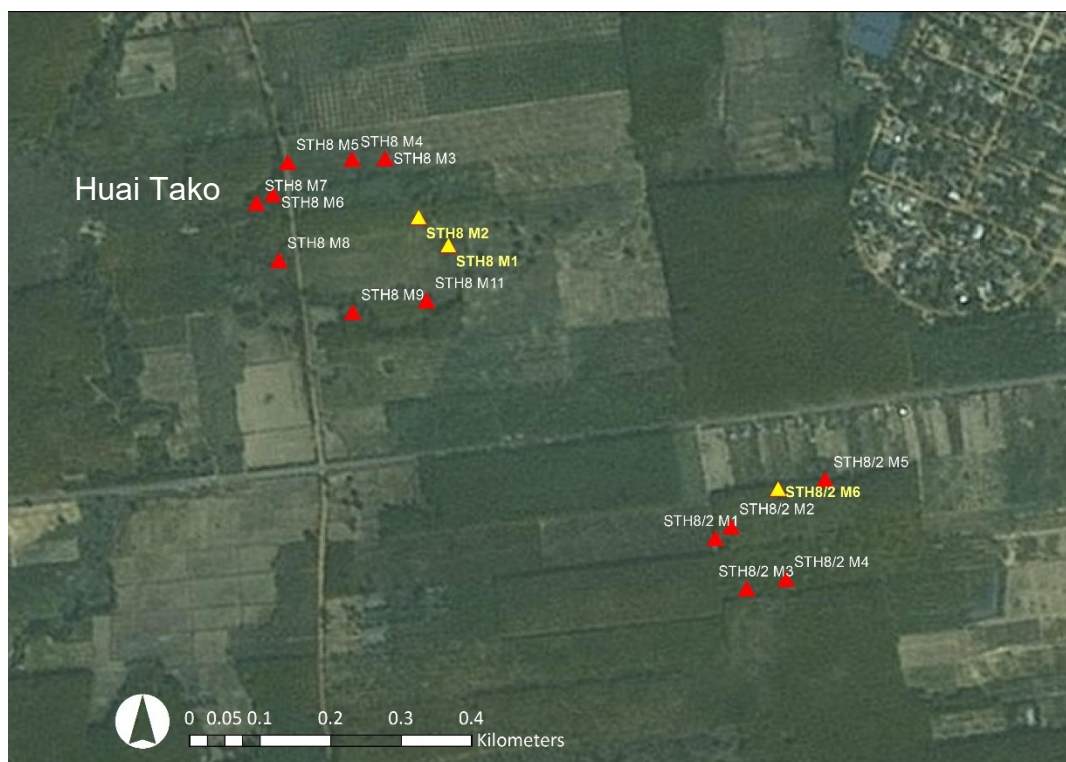 STH8 M5
STH8 M4
STH8 M3
Huai Tako
STH8 M7
STH8 M6
STH8 M2
STH8 M8
STH8 M1
STH8 M9
STH8 M11
STH8/2 M5
STH8/2 M6
STH8/2 M2
STH8/2 M1
STH8/2 M4
STH8/2 M3
0 0.05 0.1 0.2 0.3 0.4
Kilometers